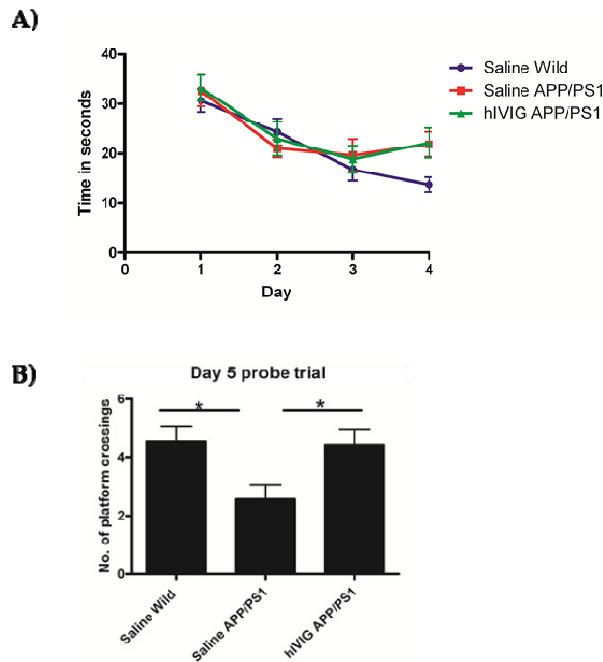 A)
Time in seconds
40
30
20
10
0
0
1
2
3
4
Day
Saline Wild
Saline APP/PS1
hIVIG APP/PS1
B)
Day 5 probe trial
No. of platform crossings
6
4
2
0
*
*
Saline Wild
Saline APP/PS1
hIVIG APP/PS1